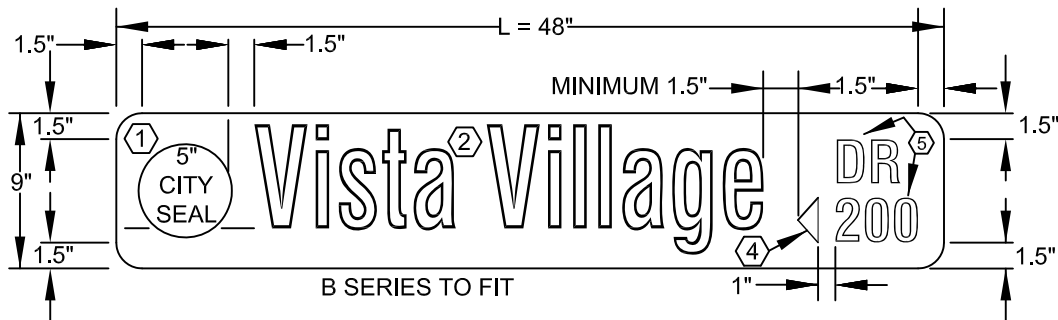 L = 48"
1.5" 1.5"
MINIMUM 1.5" 1.5"
1.5" 1 5" CITY SEAL Vista 2 Village DR 5 1.5"
9"
200
1.5" 4 1.5"
B SERIES TO FIT 1"